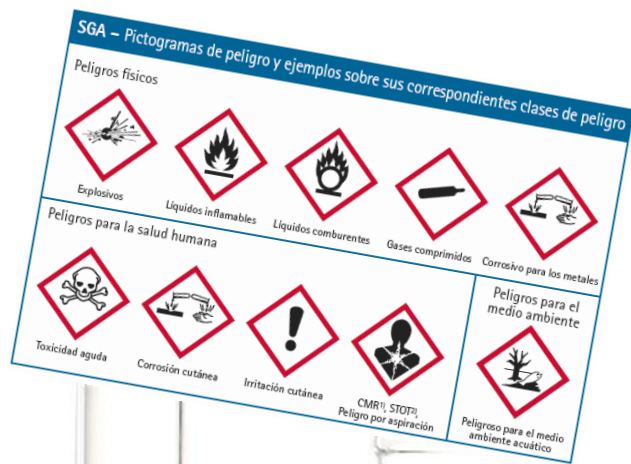 SGA – Pictogramas de peligro y ejemplos sobre sus correspondientes clases de peligro
Peligros físicos
Explosivos
Líquidos inflamables
Líquidos comburentes
Gases comprimidos
Corrosivo para los metales
Peligros para la salud humana
Toxicidad aguda
Corrosión cutánea
Irritación cutánea
CMR¹⁾, STOT²⁾,
Peligro por aspiración
Peligros para el
medio ambiente
Peligroso para el medio
ambiente acuático